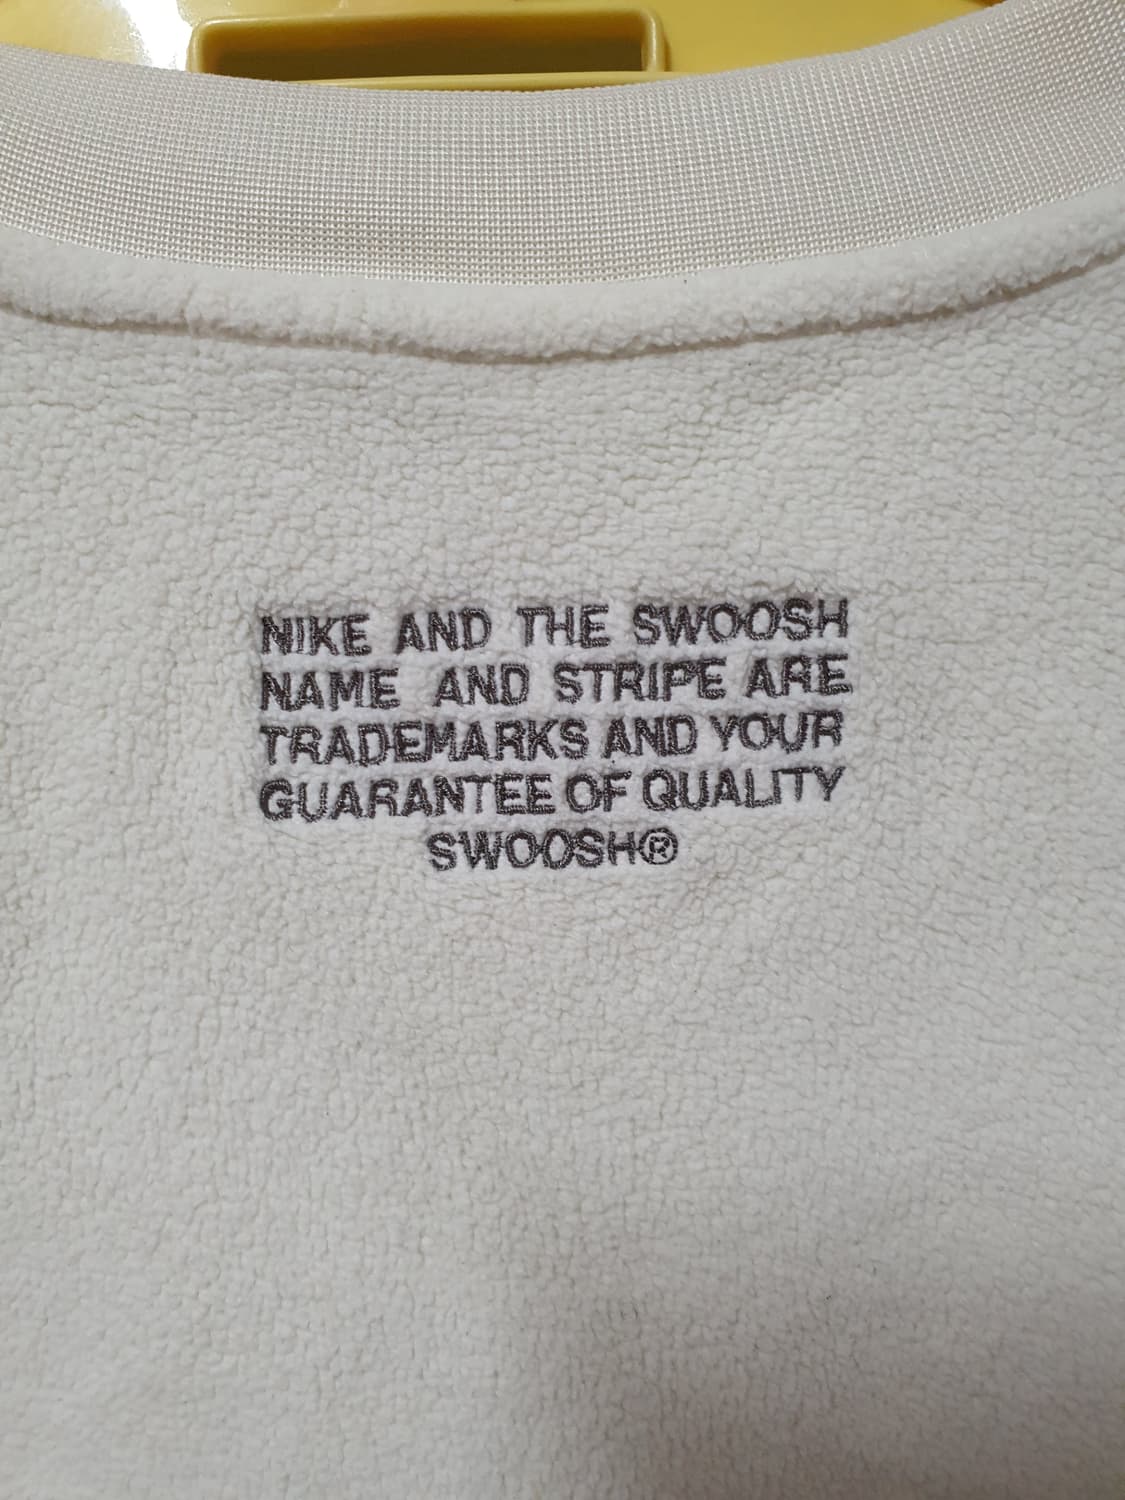 NIKE AND THE SWOOSH
NAME AND STRIPE ARE
TRADEMARKS AND YOUR
GUARANTEE OF QUALITY
SWOOSH®